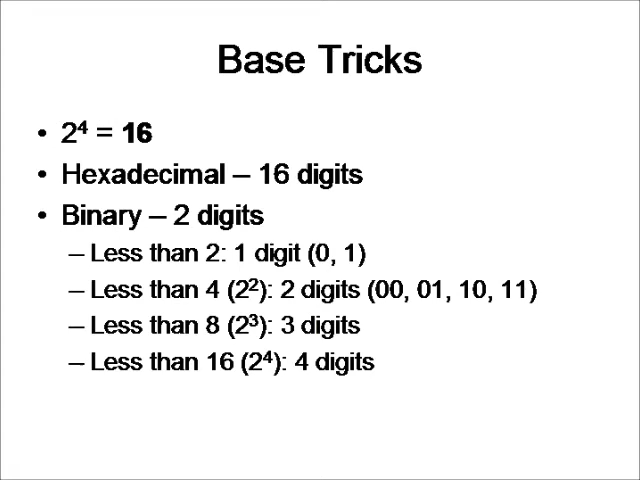 Base Tricks
• 2⁴ = 16
• Hexadecimal – 16 digits
• Binary – 2 digits
– Less than 2: 1 digit (0, 1)
– Less than 4 (2²): 2 digits (00, 01, 10, 11)
– Less than 8 (2³): 3 digits
– Less than 16 (2⁴): 4 digits